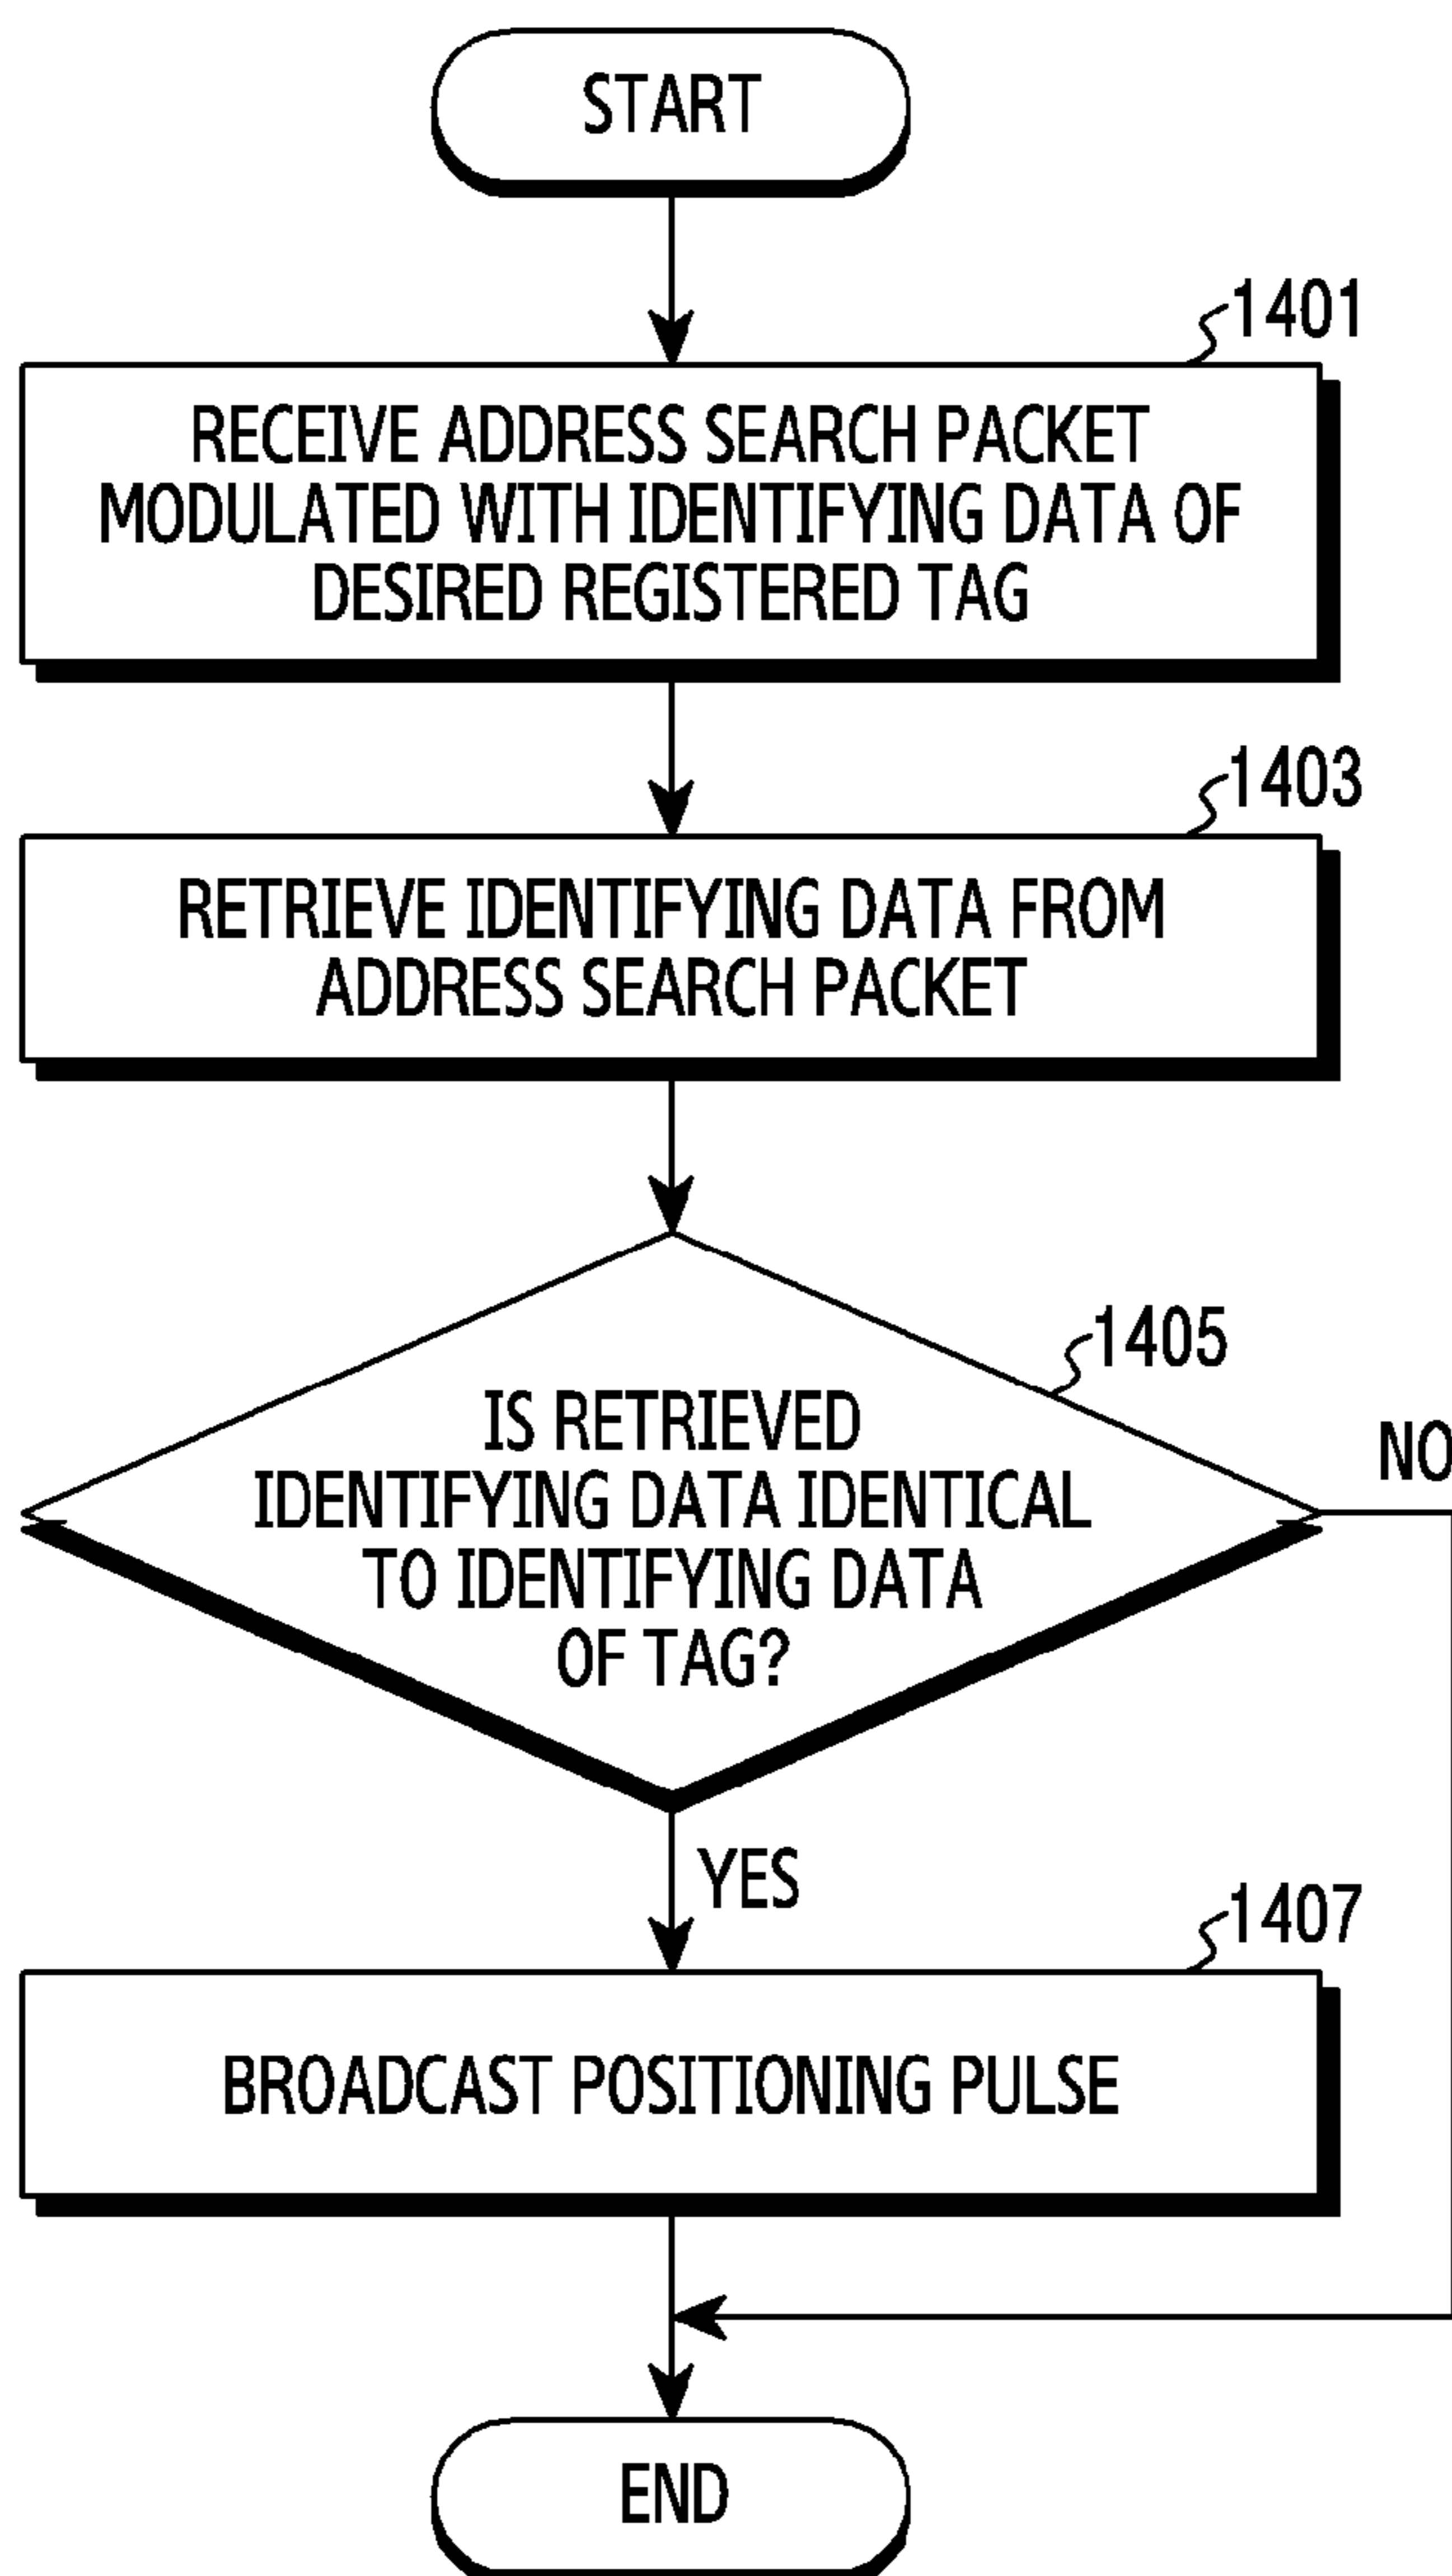 START
1401
RECEIVE ADDRESS SEARCH PACKET
MODULATED WITH IDENTIFYING DATA OF
DESIRED REGISTERED TAG
1403
RETRIEVE IDENTIFYING DATA FROM
ADDRESS SEARCH PACKET
1405
IS RETRIEVED
IDENTIFYING DATA IDENTICAL
TO IDENTIFYING DATA
OF TAG?
NO
YES
1407
BROADCAST POSITIONING PULSE
END